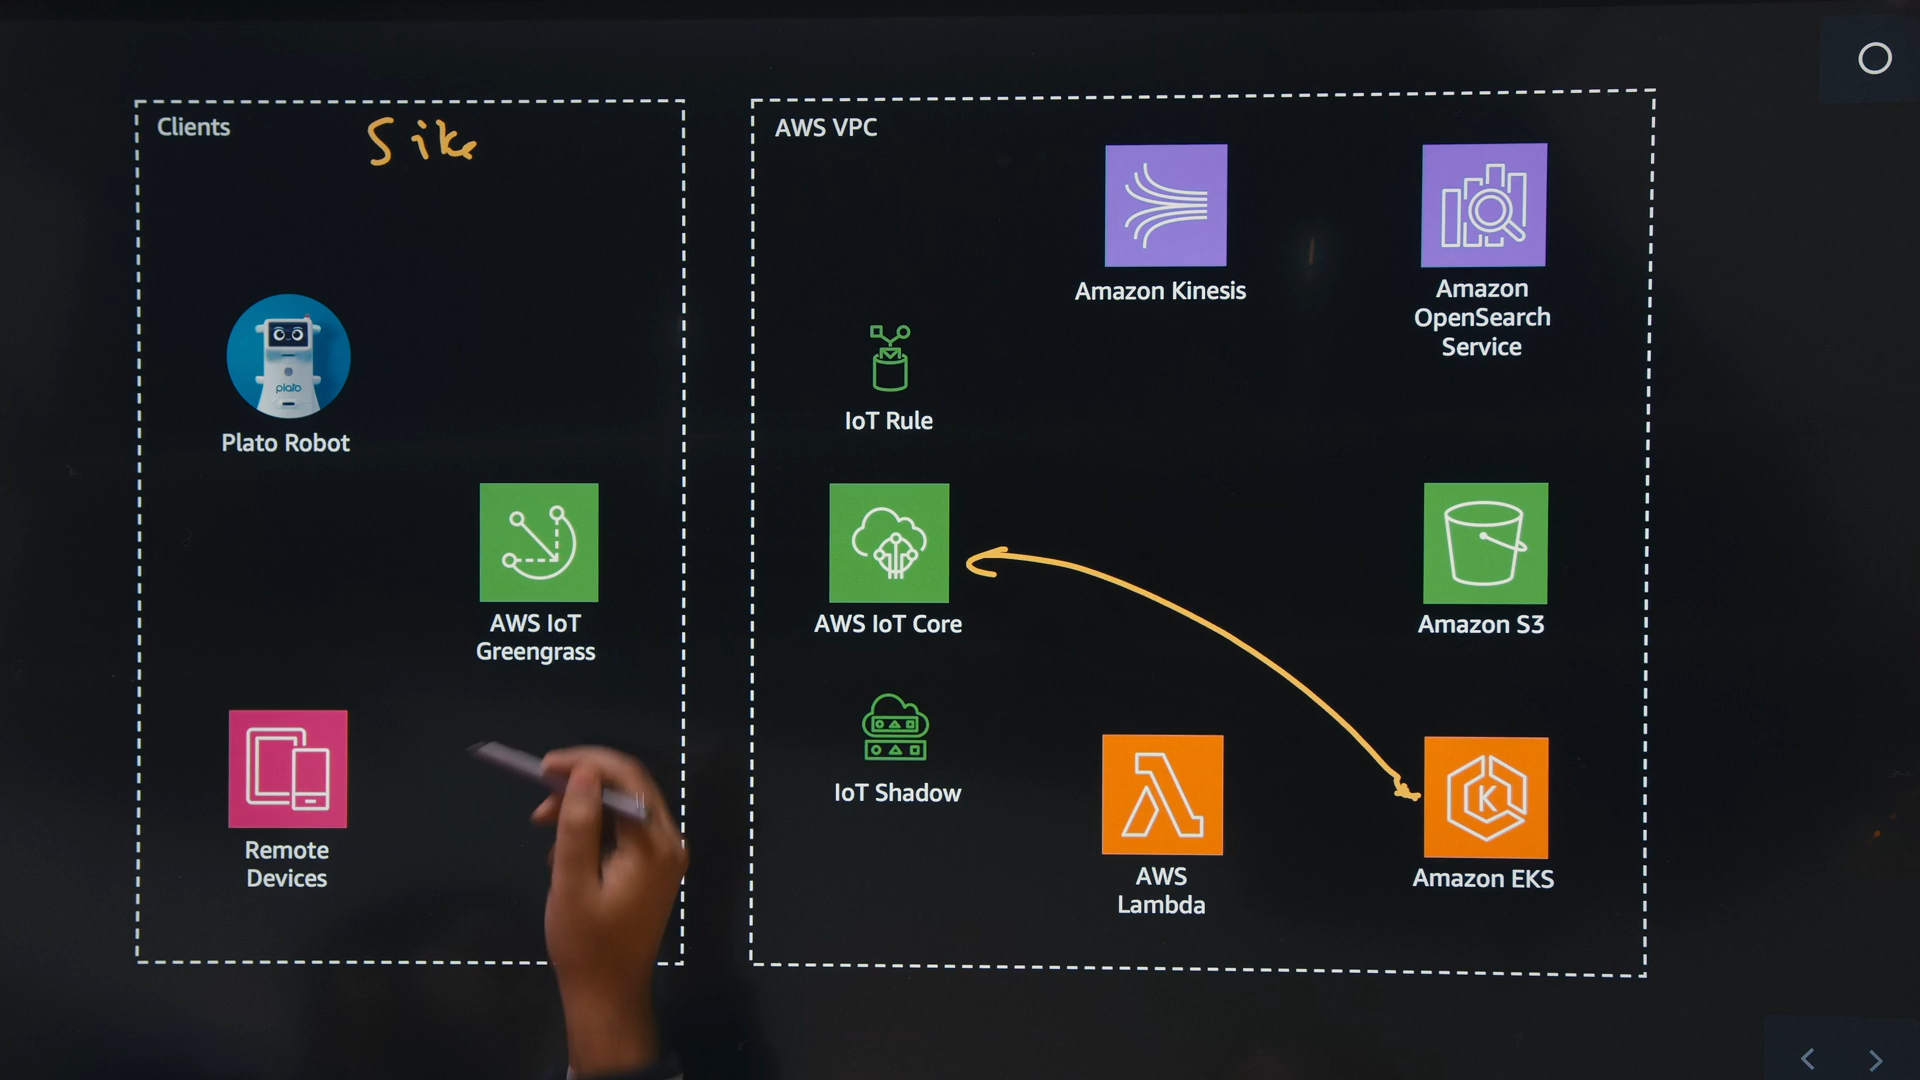 Clients
Site
AWS VPC
Amazon Kinesis
Amazon
OpenSearch
Service
IoT Rule
plato
Plato Robot
AWS IoT
Greengrass
AWS IoT Core
Amazon S3
IoT Shadow
Remote
Devices
AWS
Lambda
K
Amazon EKS